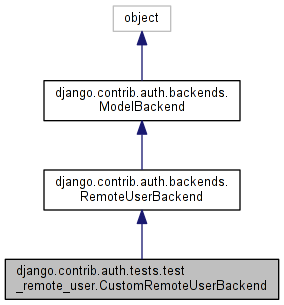 object
django.contrib.auth.backends.
ModelBackend
django.contrib.auth.backends.
RemoteUserBackend
django.contrib.auth.tests.test
_remote_user.CustomRemoteUserBackend